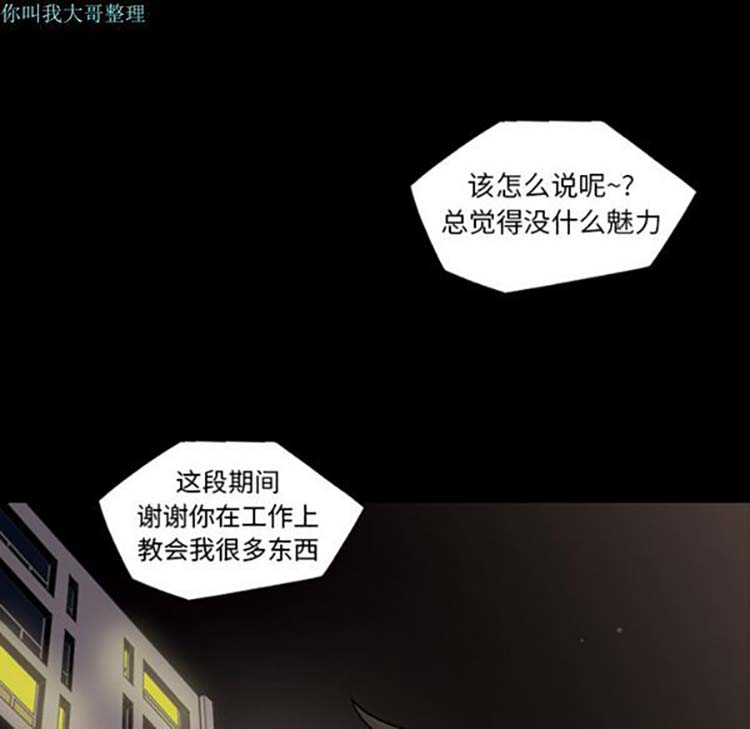 你叫我大哥整理
该怎么说呢~?
总觉得没什么魅力
这段期间
谢谢你在工作上
教会我很多东西